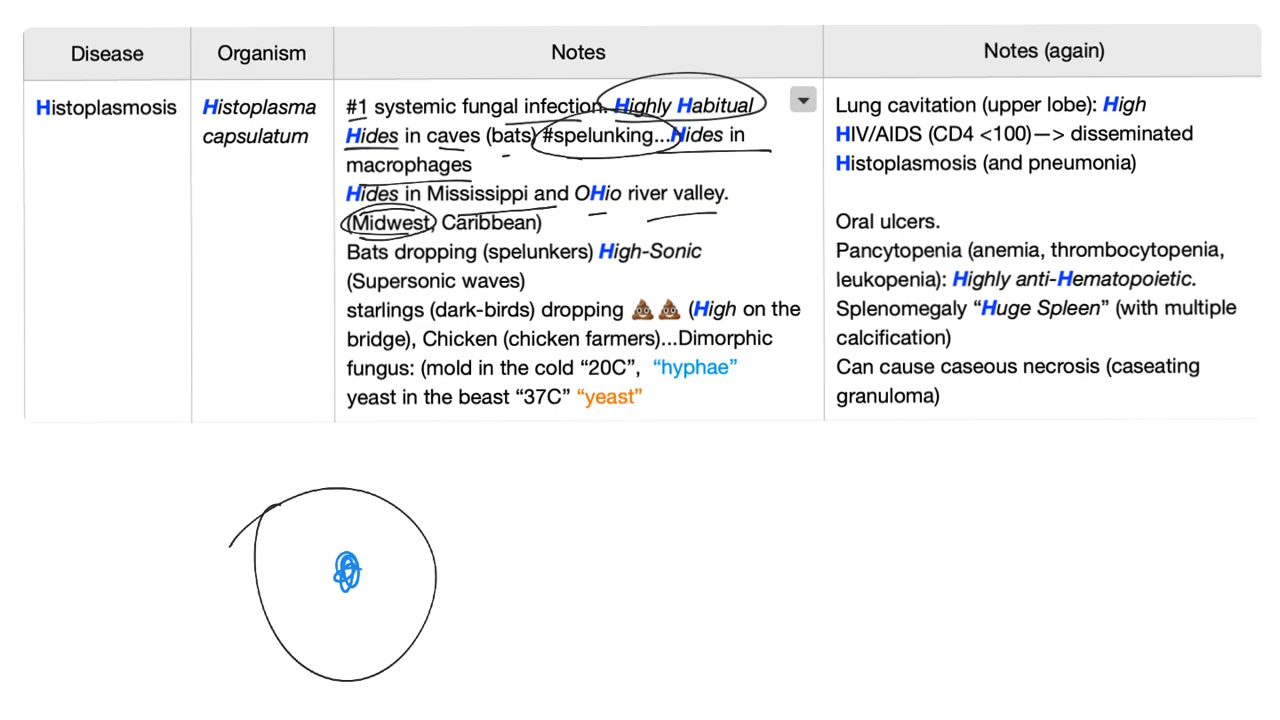 Disease
Organism
Notes
Notes (again)
Histoplasmosis
Histoplasma
capsulatum
#1 systemic fungal infection. Highly Habitual
Hides in caves (bats) #spelunking...Hides in
macrophages
Hides in Mississippi and OHio river valley.
(Midwest, Caribbean)
Bats dropping (spelunkers) High-Sonic
(Supersonic waves)
starlings (dark-birds) dropping 💩 💩 (High on the
bridge), Chicken (chicken farmers)...Dimorphic
fungus: (mold in the cold “20C”, “hyphae”
yeast in the beast “37C” “yeast”
Lung cavitation (upper lobe): High
HIV/AIDS (CD4 <100)—> disseminated
Histoplasmosis (and pneumonia)
Oral ulcers.
Pancytopenia (anemia, thrombocytopenia,
leukopenia): Highly anti-Hematopoietic.
Splenomegaly “Huge Spleen” (with multiple
calcification)
Can cause caseous necrosis (caseating
granuloma)